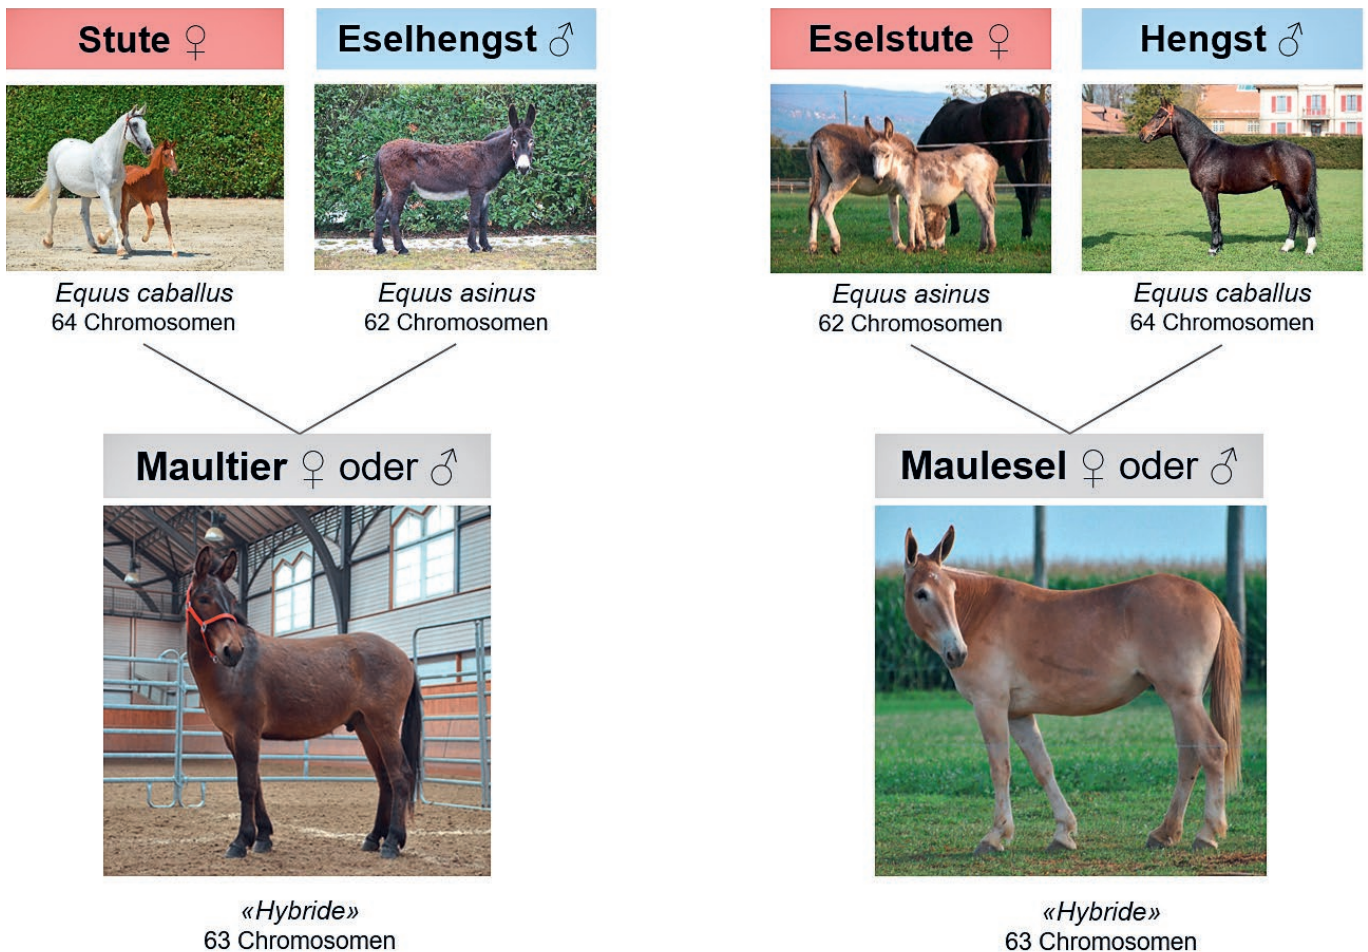 Stute ♀
Eselhengst ♂
Eselstute ♀
Hengst ♂
Equus caballus
64 Chromosomen
Equus asinus
62 Chromosomen
Equus asinus
62 Chromosomen
Equus caballus
64 Chromosomen
Maultier ♀ oder ♂
Maulesel ♀ oder ♂
«Hybride»
63 Chromosomen
«Hybride»
63 Chromosomen